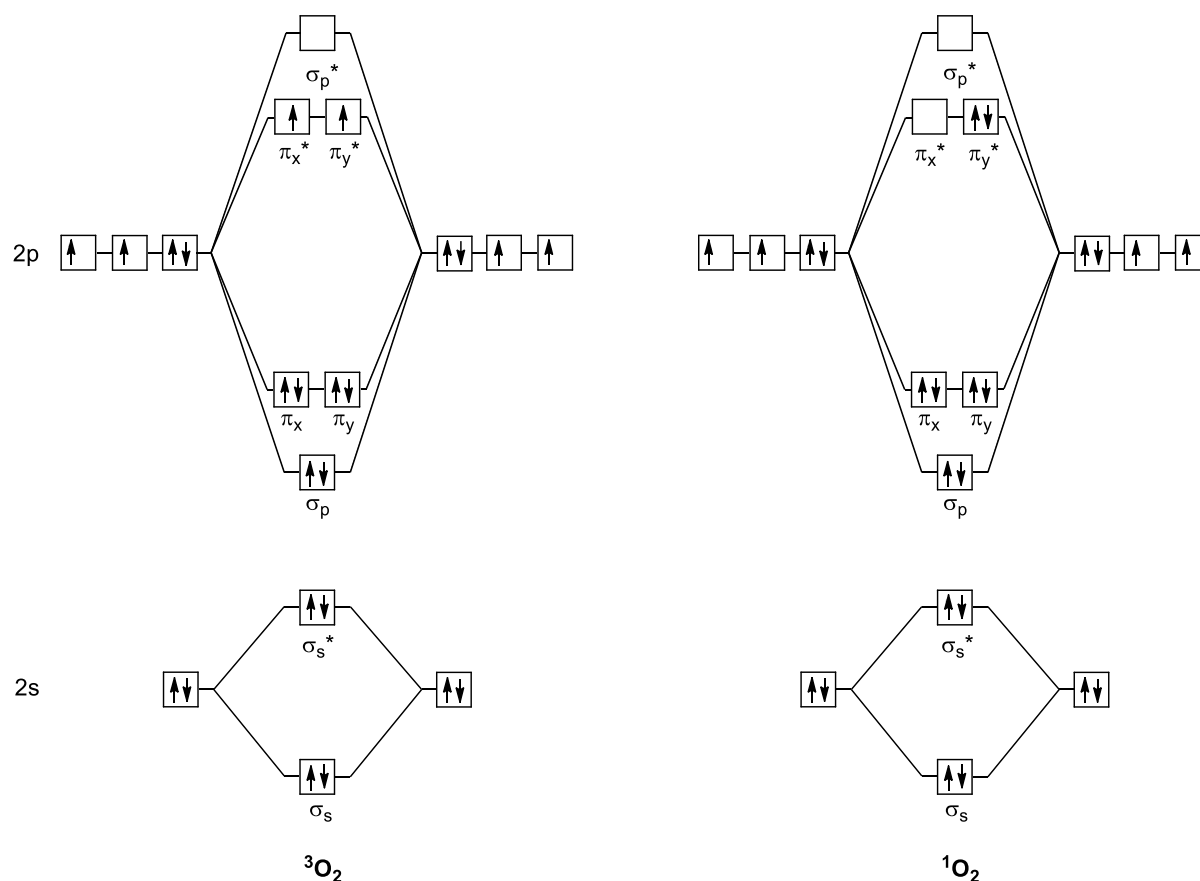 σp* σp*
πx* πy* πx* πy*
2p
πx πy πx πy
σp σp
σs* σs*
2s
σs σs
³O₂ ¹O₂